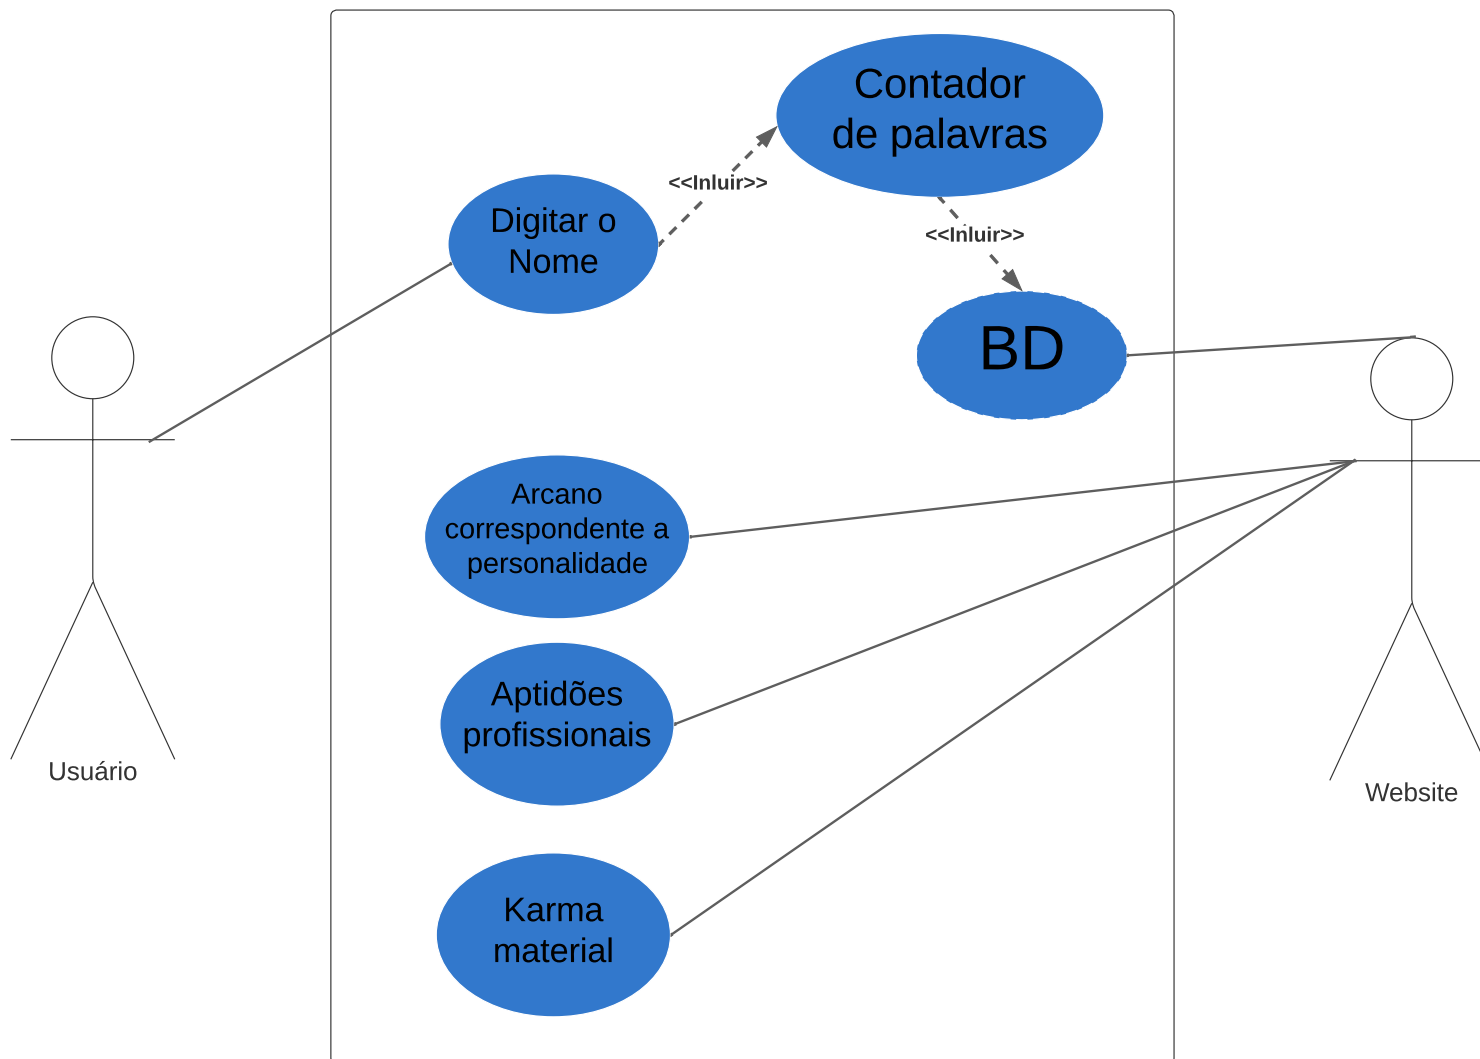 Contador
de palavras
<<Inluir>>
Digitar o
Nome
<<Inluir>>
BD
Arcano
correspondente a
personalidade
Aptidões
profissionais
Usuário
Website
Karma
material